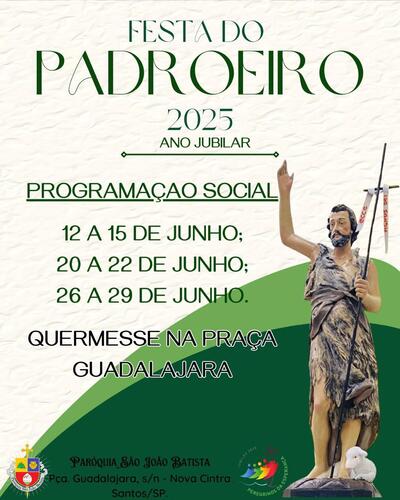 FESTA DO
PADROEIRO
2025
ANO JUBILAR
PROGRAMAÇAO SOCIAL
12 A 15 DE JUNHO;
20 A 22 DE JUNHO;
26 A 29 DE JUNHO.
QUERMESSE NA PRAÇA
GUADALAJARA
PARÓQUIA SÃO JOÃO BATISTA
Pça. Guadalajara, s/n - Nova Cintra
Santos/SP.
PEREGRINOS DA ESPERANÇA